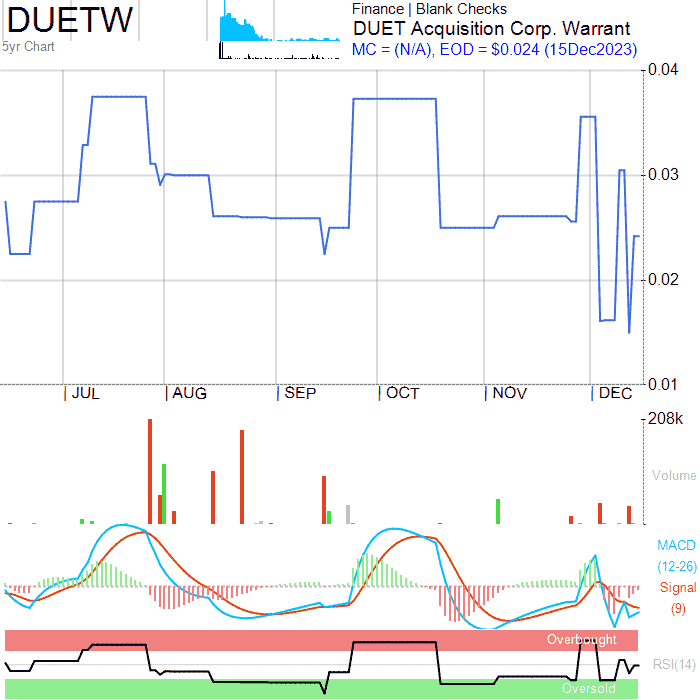 DUETW
5yr Chart
Finance | Blank Checks
DUET Acquisition Corp. Warrant
MC = (N/A), EOD = $0.024 (15Dec2023)
0.04
0.03
0.02
0.01
JUL
AUG
SEP
OCT
NOV
DEC
208k
Volume
MACD
(12-26)
Signal
(9)
Overbought
RSI(14)
Oversold